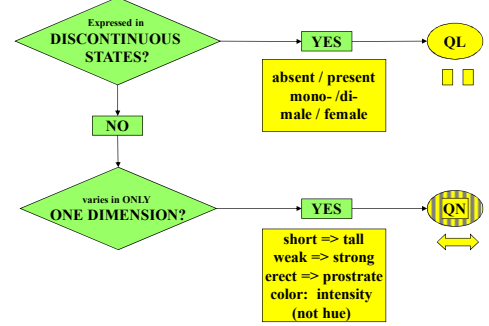 Expressed in
DISCONTINUOUS
STATES?
YES
QL
absent / present
mono- /di-
male / female
NO
varies in ONLY
ONE DIMENSION?
YES
QN
short => tall
weak => strong
erect => prostrate
color: intensity
(not hue)